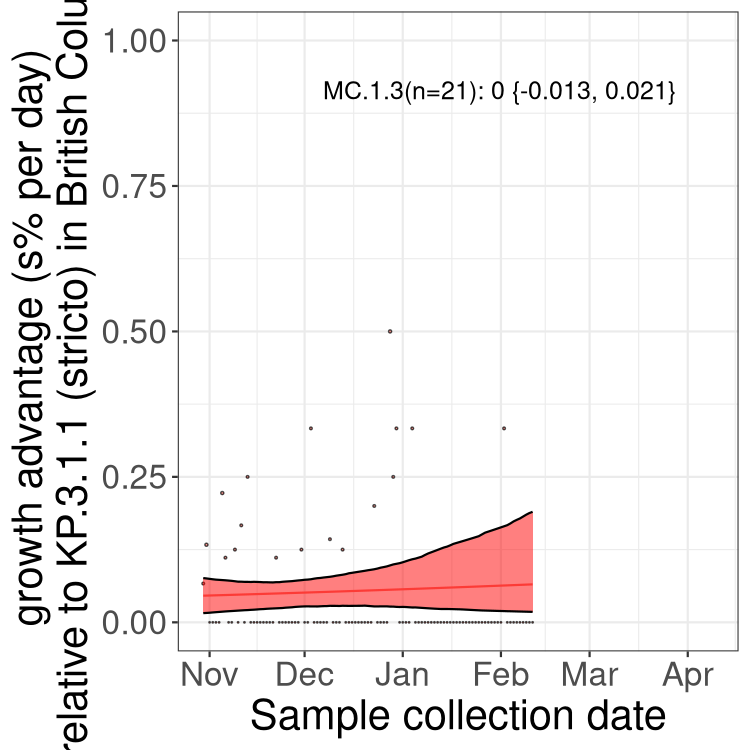 growth advantage (s% per day)
relative to KP.3.1.1 (stricto) in British Colu
1.00
0.75
0.50
0.25
0.00
MC.1.3(n=21): 0 {-0.013, 0.021}
Nov Dec Jan Feb Mar Apr
Sample collection date